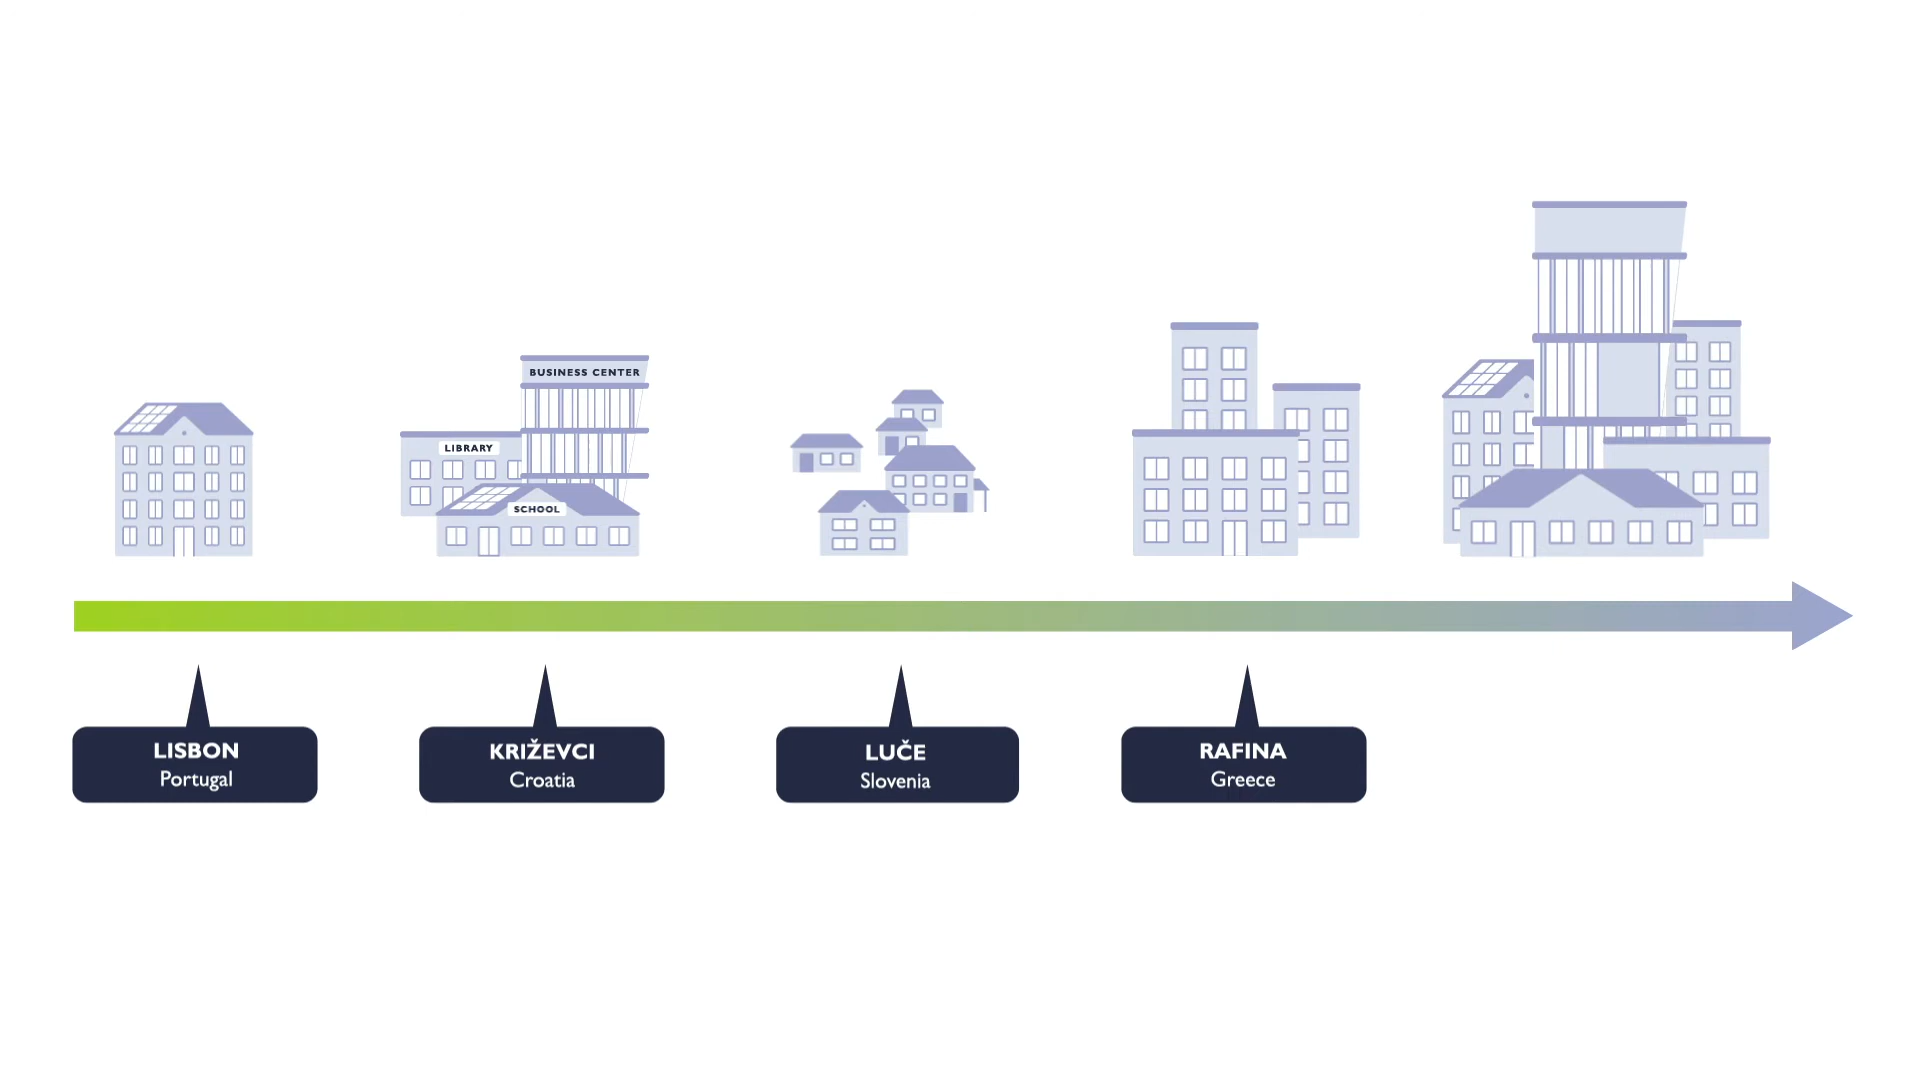 BUSINESS CENTER
LIBRARY
SCHOOL
LISBON
Portugal
KRIŽEVCI
Croatia
LUČE
Slovenia
RAFINA
Greece